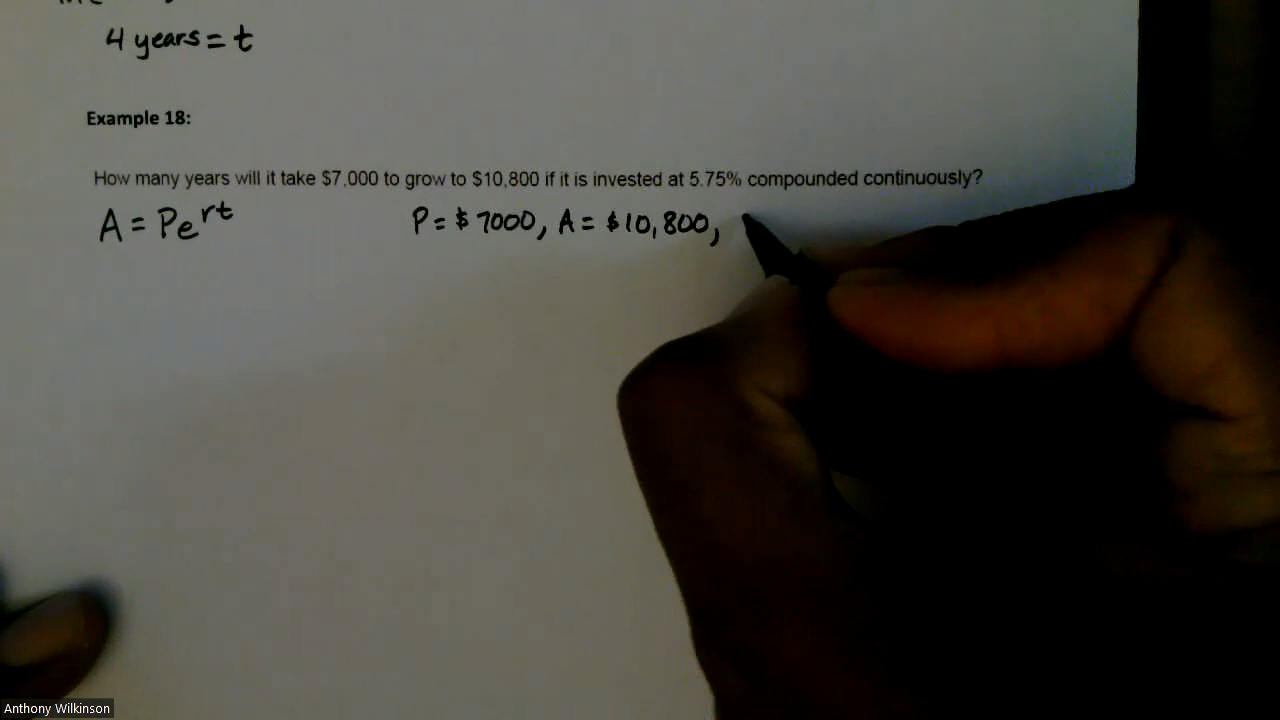 4 years = t
Example 18:
How many years will it take $7,000 to grow to $10,800 if it is invested at 5.75% compounded continuously?
A = Pe^rt P = $7000, A = $10,800,
Anthony Wilkinson